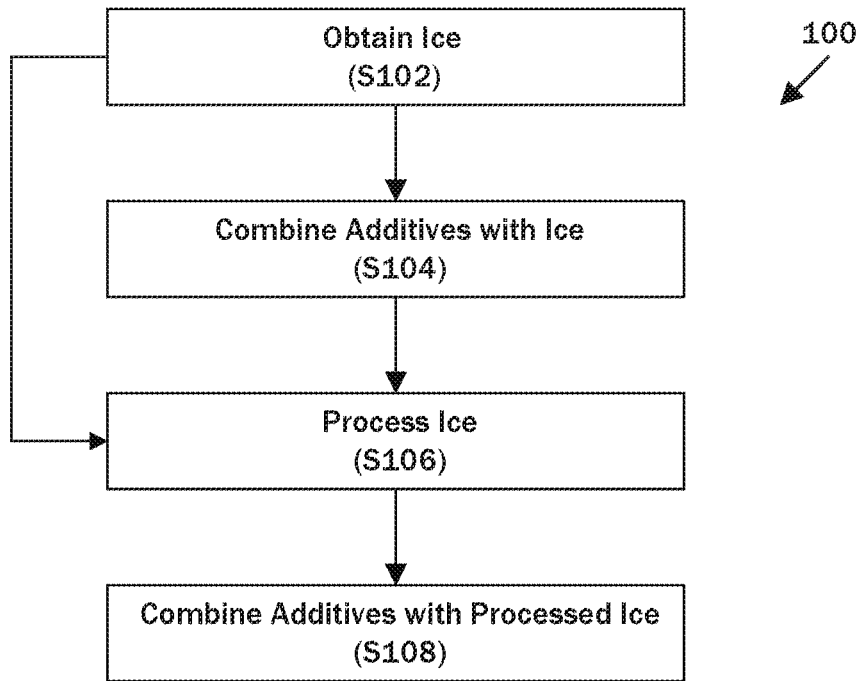 Obtain Ice
(S102)
100
Combine Additives with Ice
(S104)
Process Ice
(S106)
Combine Additives with Processed Ice
(S108)